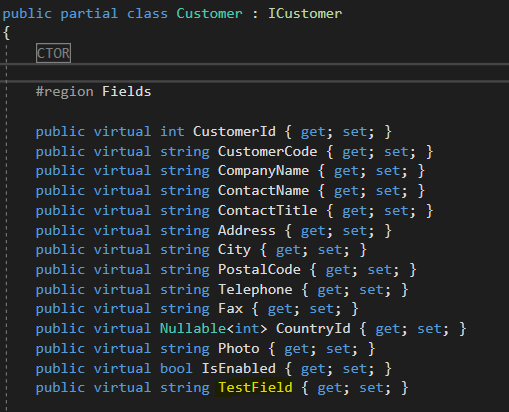 public partial class Customer : ICustomer
{
CTOR
#region Fields
public virtual int CustomerId { get; set; }
public virtual string CustomerCode { get; set; }
public virtual string CompanyName { get; set; }
public virtual string ContactName { get; set; }
public virtual string ContactTitle { get; set; }
public virtual string Address { get; set; }
public virtual string City { get; set; }
public virtual string PostalCode { get; set; }
public virtual string Telephone { get; set; }
public virtual string Fax { get; set; }
public virtual Nullable<int> CountryId { get; set; }
public virtual string Photo { get; set; }
public virtual bool IsEnabled { get; set; }
public virtual string TestField { get; set; }